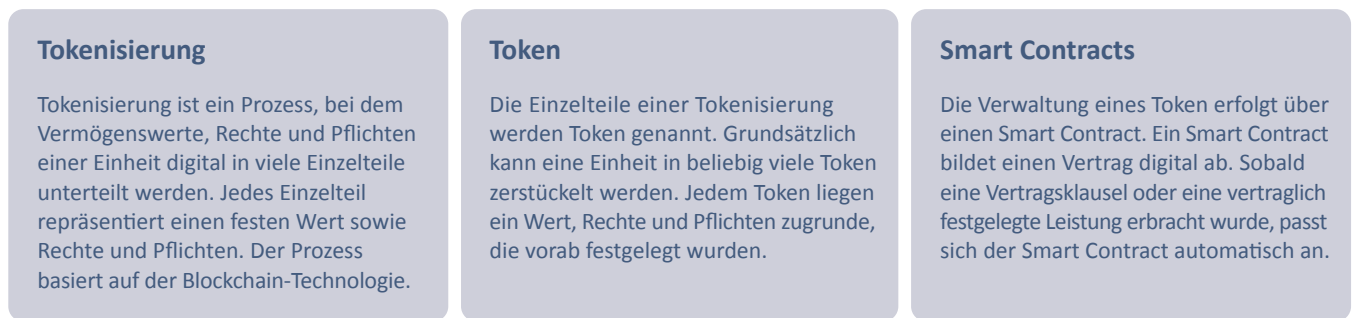 Tokenisierung
Tokenisierung ist ein Prozess, bei dem
Vermögenswerte, Rechte und Pflichten
einer Einheit digital in viele Einzelteile
unterteilt werden. Jedes Einzelteil
repräsentiert einen festen Wert sowie
Rechte und Pflichten. Der Prozess
basiert auf der Blockchain-Technologie.
Token
Die Einzelteile einer Tokenisierung
werden Token genannt. Grundsätzlich
kann eine Einheit in beliebig viele Token
zerstückelt werden. Jedem Token liegen
ein Wert, Rechte und Pflichten zugrunde,
die vorab festgelegt wurden.
Smart Contracts
Die Verwaltung eines Token erfolgt über
einen Smart Contract. Ein Smart Contract
bildet einen Vertrag digital ab. Sobald
eine Vertragsklausel oder eine vertraglich
festgelegte Leistung erbracht wurde, passt
sich der Smart Contract automatisch an.